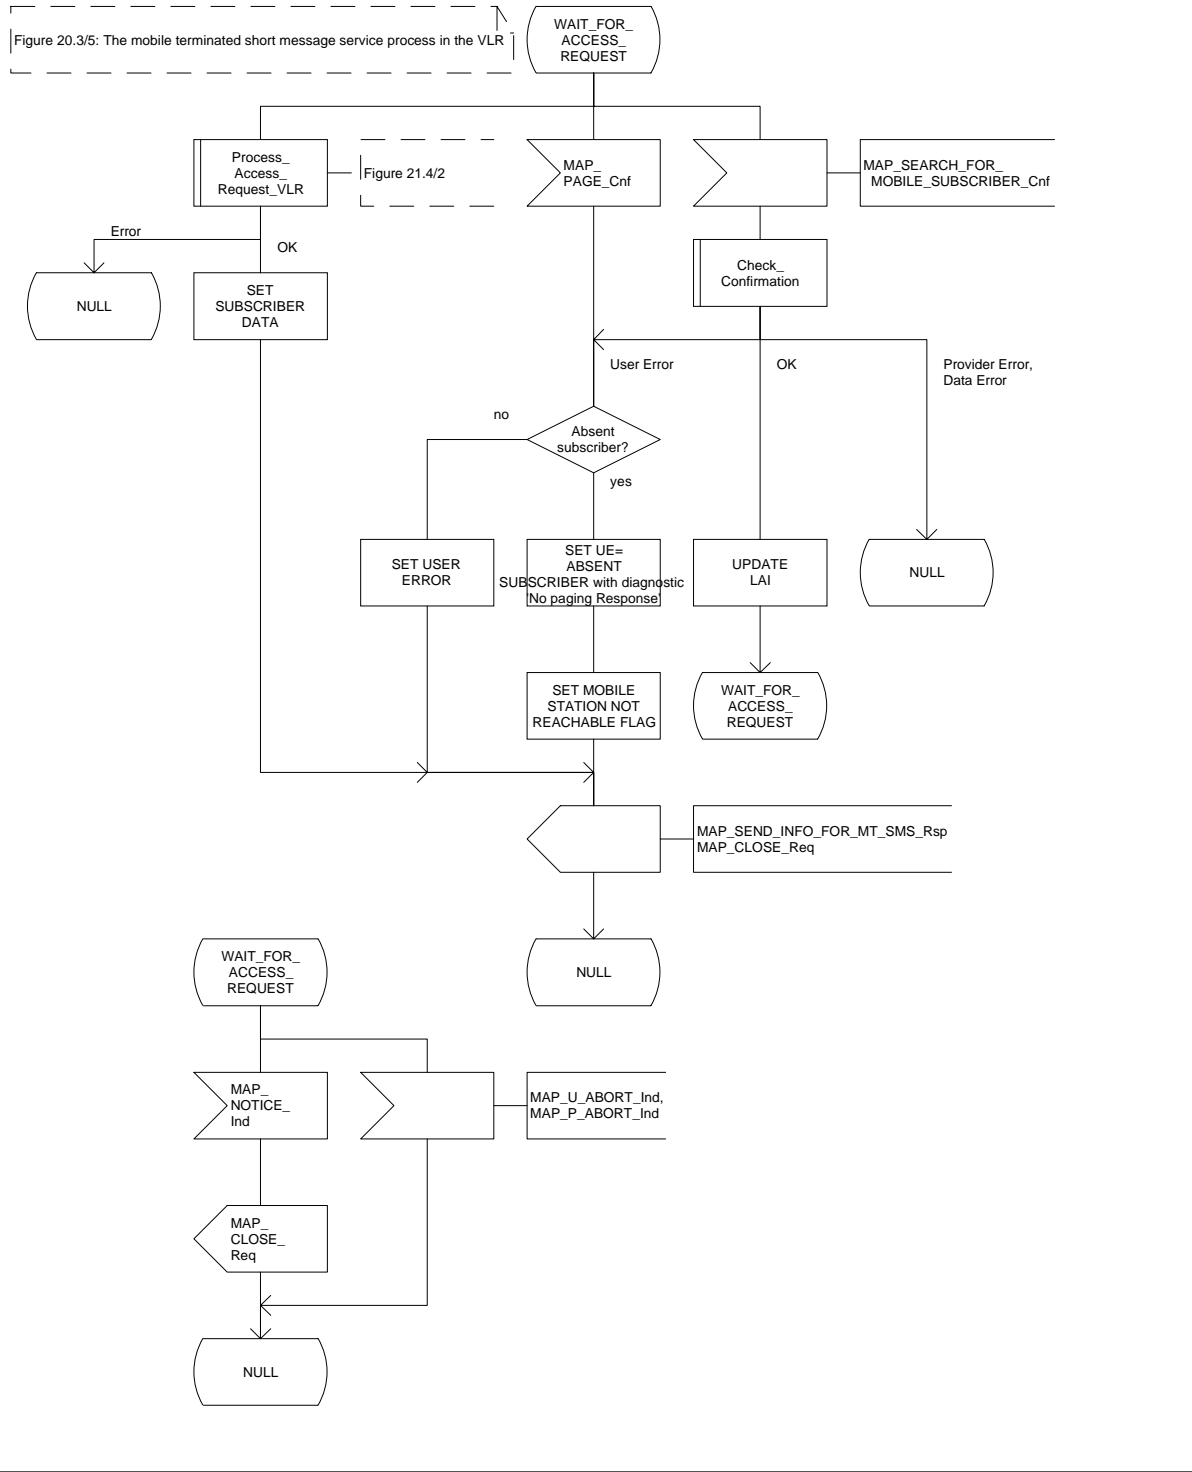 Figure 20.3/5: The mobile terminated short message service process in the VLR
WAIT_FOR_
ACCESS_
REQUEST
Process_
Access_
Request_VLR
Figure 21.4/2
MAP_
PAGE_Cnf
MAP_SEARCH_FOR_
MOBILE_SUBSCRIBER_Cnf
Error
OK
Check_
Confirmation
NULL
SET
SUBSCRIBER
DATA
User Error
OK
Provider Error,
Data Error
no
Absent
subscriber?
yes
SET USER
ERROR
SET UE=
ABSENT
SUBSCRIBER with diagnostic
'No paging Response'
UPDATE
LAI
NULL
SET MOBILE
STATION NOT
REACHABLE FLAG
WAIT_FOR_
ACCESS_
REQUEST
MAP_SEND_INFO_FOR_MT_SMS_Rsp
MAP_CLOSE_Req
WAIT_FOR_
ACCESS_
REQUEST
NULL
MAP_
NOTICE_
Ind
MAP_U_ABORT_Ind,
MAP_P_ABORT_Ind
MAP_
CLOSE_
Req
NULL